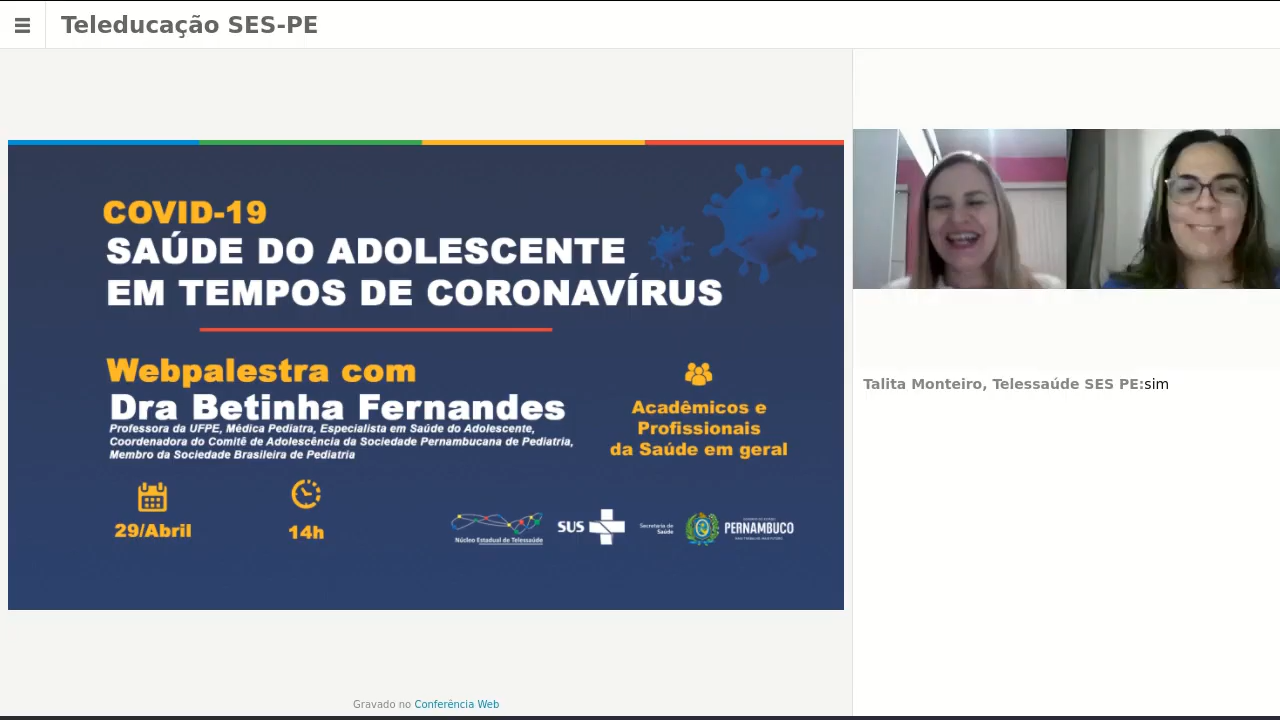 Teleducação SES-PE
COVID-19
SAÚDE DO ADOLESCENTE
EM TEMPOS DE CORONAVÍRUS
Webpalestra com
Dra Betinha Fernandes
Professora da UFPE, Médica Pediatra, Especialista em Saúde do Adolescente,
Coordenadora do Comitê de Adolescência da Sociedade Pernambucana de Pediatria,
Membro da Sociedade Brasileira de Pediatria
Acadêmicos e
Profissionais
da Saúde em geral
29/Abril
14h
Núcleo Estadual de Telessaúde
SUS
Secretaria de
Saúde
PERNAMBUCO
Talita Monteiro, Telessaúde SES PE:sim
Gravado no Conferência Web